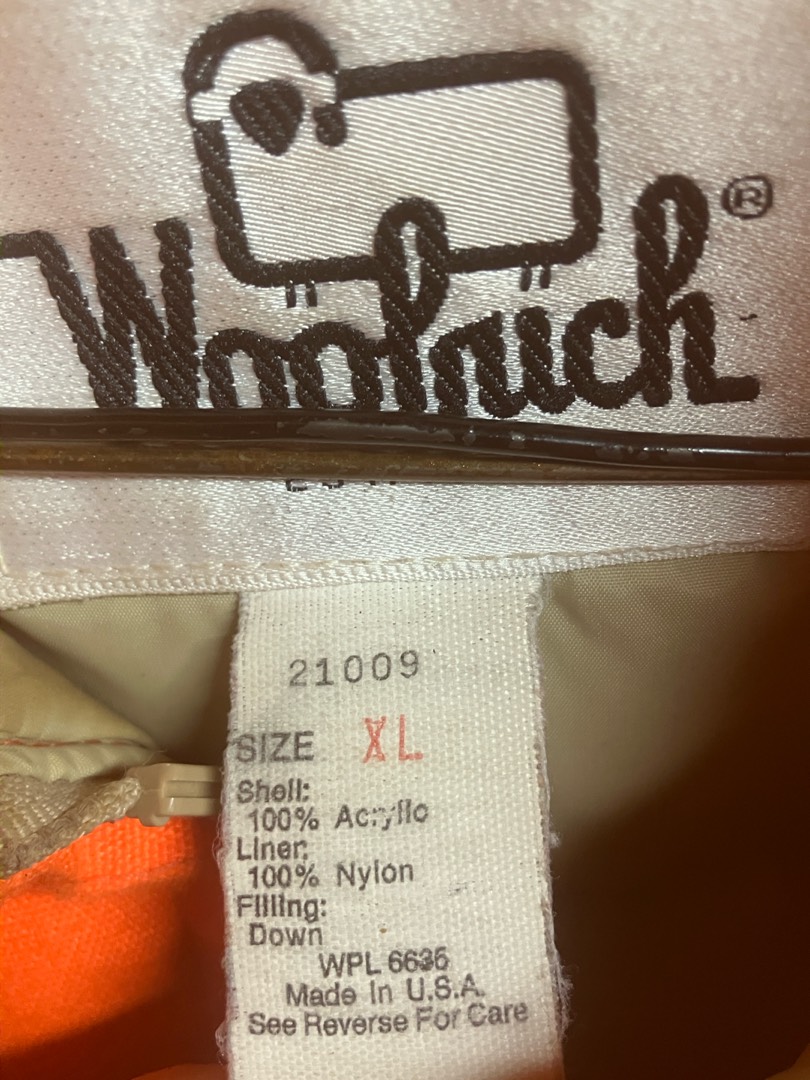 Woolrich®
21009
SIZE XL
Shell:
100% Acrylic
Liner:
100% Nylon
Filling:
Down
WPL 6635
Made In U.S.A.
See Reverse For Care